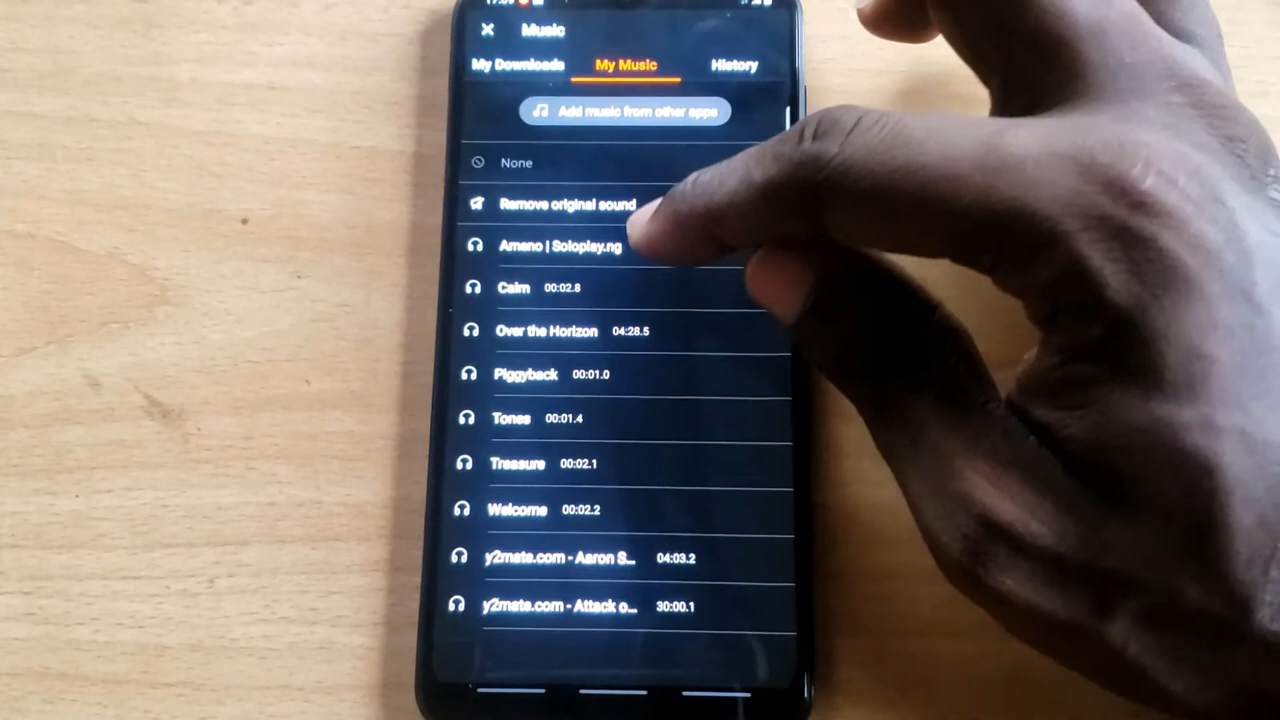 Music
My Downloads My Music History
Add music from other apps
None
Remove original sound
Amano | Soloplay.ng
Calm 00:02.8
Over the Horizon 04:28.5
Piggyback 00:01.0
Tones 00:01.4
Treasure 00:02.1
Welcome 00:02.2
y2mate.com - Aaron S... 04:03.2
y2mate.com - Attack o... 30:00.1